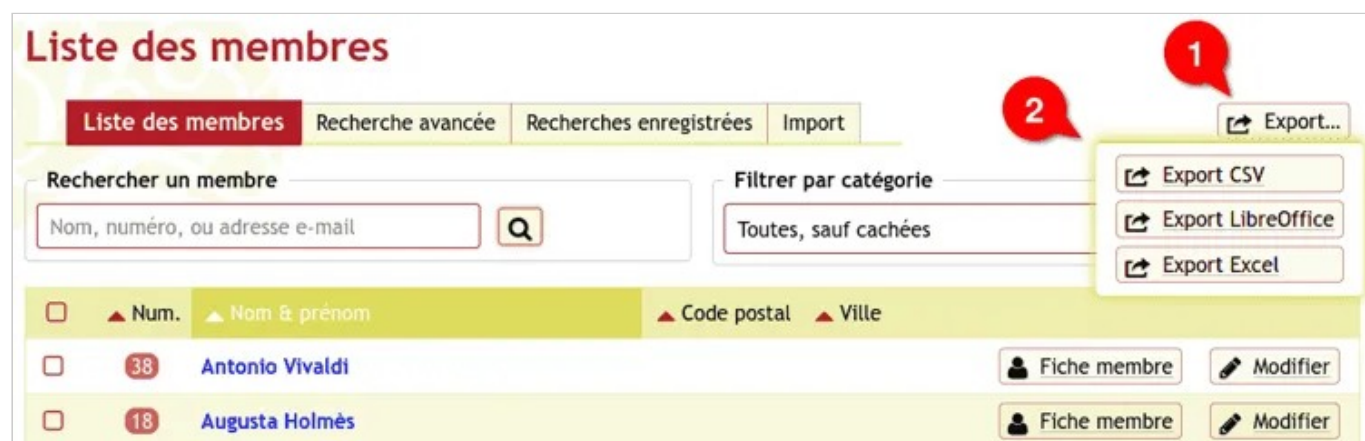 Liste des membres
1
2
Liste des membres Recherche avancée Recherches enregistrées Import Export...
Rechercher un membre Filtrer par catégorie Export CSV
Nom, numéro, ou adresse e-mail Toutes, sauf cachées Export LibreOffice
Export Excel
Num. Nom & prénom Code postal Ville
38 Antonio Vivaldi Fiche membre Modifier
18 Augusta Holmès Fiche membre Modifier